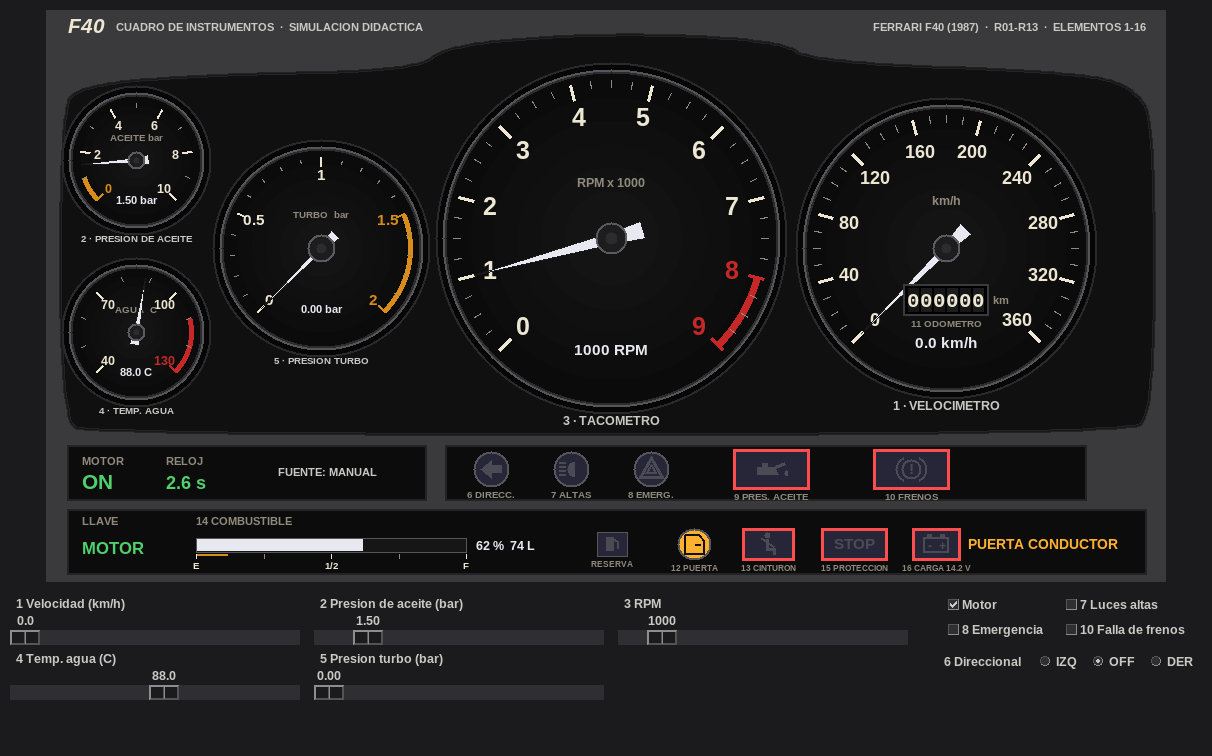 F40 CUADRO DE INSTRUMENTOS · SIMULACION DIDACTICA
FERRARI F40 (1987) · R01-R13 · ELEMENTOS 1-16
0 2 4 6 8 10
ACEITE bar
1.50 bar
2 · PRESION DE ACEITE
40 70 100 130
AGUA C
88.0 C
4 · TEMP. AGUA
0 0.5 1 1.5 2
TURBO bar
0.00 bar
5 · PRESION TURBO
0 1 2 3 4 5 6 7 8 9
RPM x 1000
1000 RPM
3 · TACOMETRO
0 40 80 120 160 200 240 280 320 360
km/h
000000 km
11 ODOMETRO
0.0 km/h
1 · VELOCIMETRO
MOTOR
ON
RELOJ
2.6 s
FUENTE: MANUAL
6 DIRECC.
7 ALTAS
8 EMERG.
9 PRES. ACEITE
10 FRENOS
LLAVE
MOTOR
14 COMBUSTIBLE
62 % 74 L
E 1/2 F
RESERVA
12 PUERTA
13 CINTURON
STOP
15 PROTECCION
16 CARGA 14.2 V
PUERTA CONDUCTOR
1 Velocidad (km/h)
0.0
2 Presion de aceite (bar)
1.50
3 RPM
1000
4 Temp. agua (C)
88.0
5 Presion turbo (bar)
0.00
Motor
7 Luces altas
8 Emergencia
10 Falla de frenos
6 Direccional IZQ OFF DER